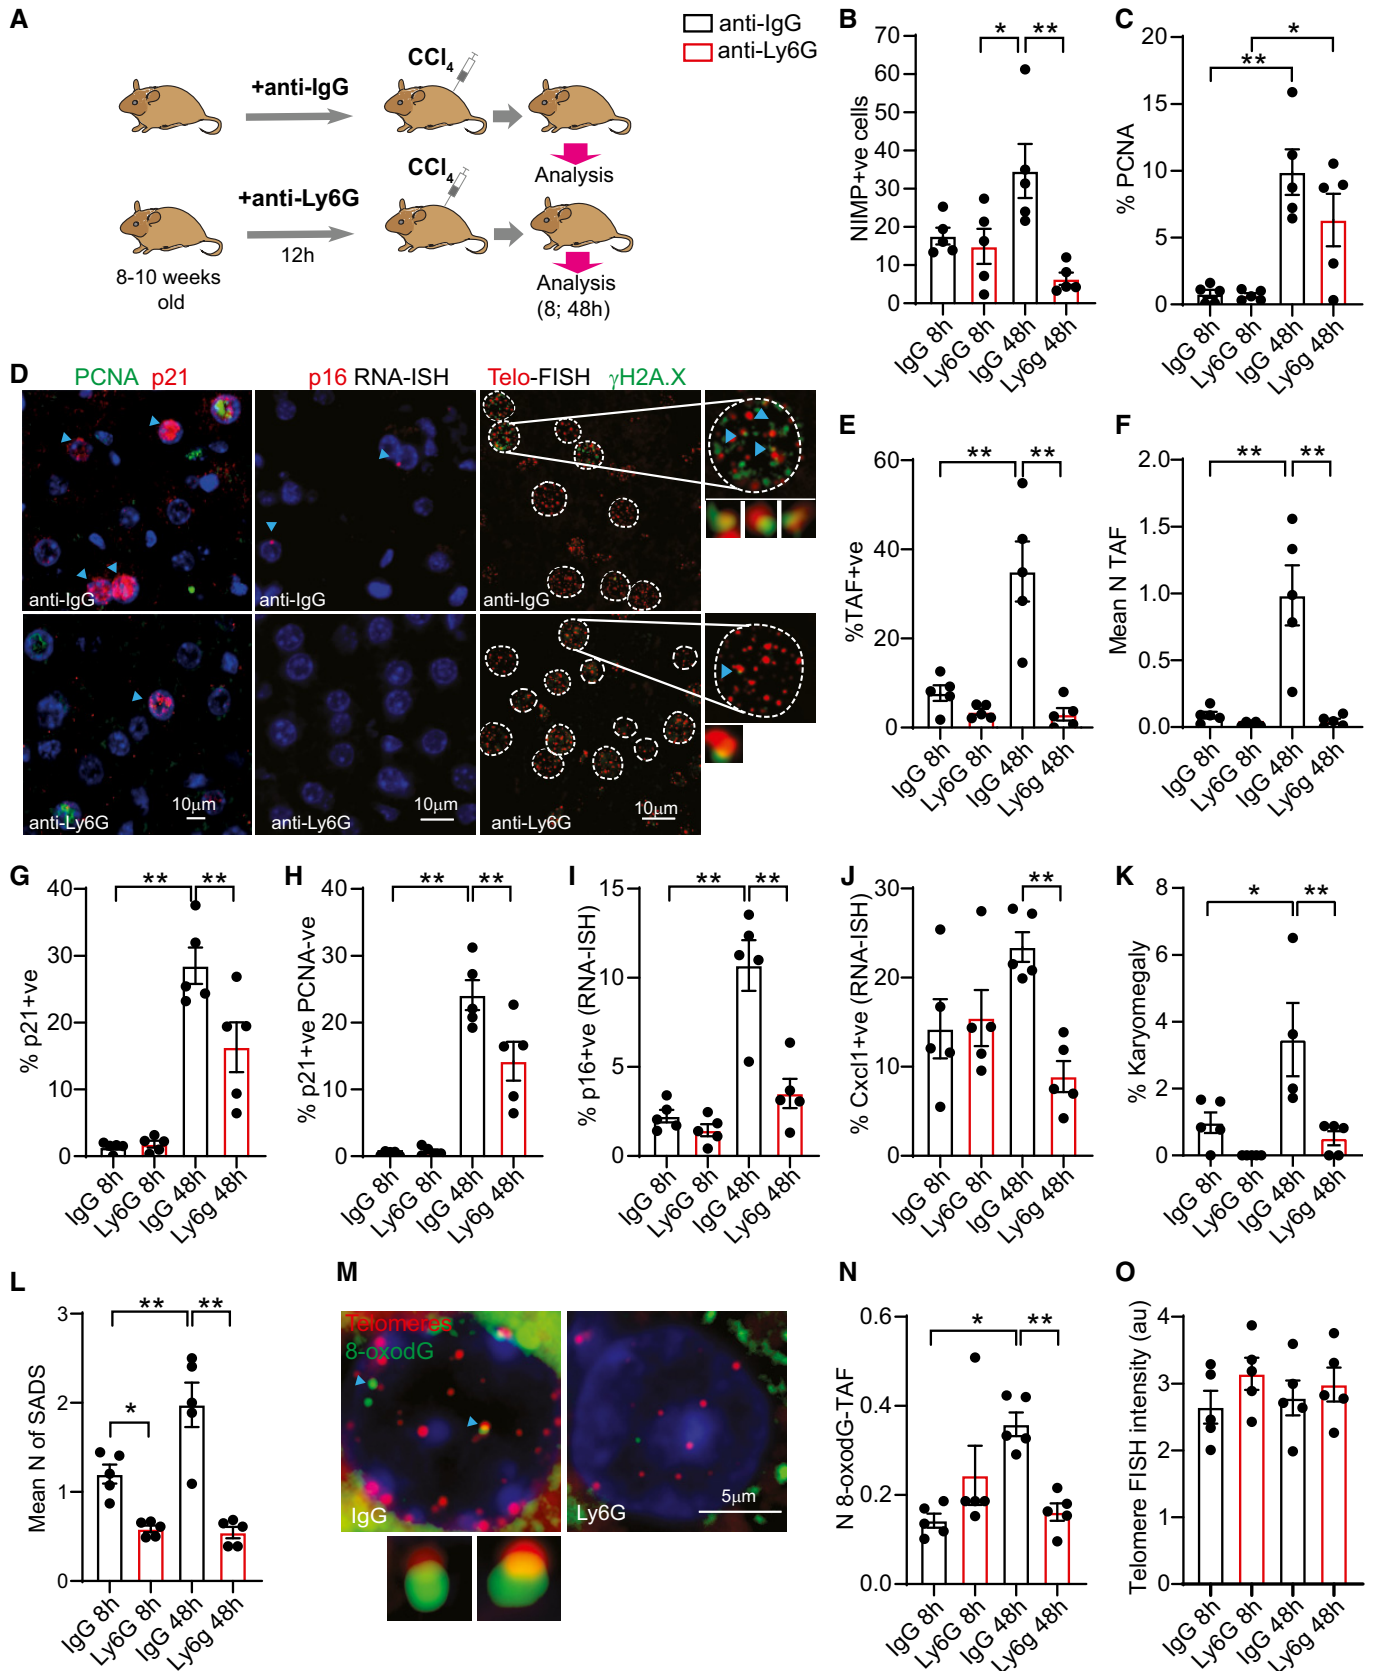 A
anti-IgG
anti-Ly6G
+anti-IgG
CCl4
Analysis
+anti-Ly6G
12h
CCl4
8-10 weeks
old
Analysis
(8; 48h)
B
NIMP+ve cells
70
60
50
40
30
20
10
0
* **
IgG 8h
Ly6G 8h
IgG 48h
Ly6g 48h
C
% PCNA
20
15
10
5
0
*
**
IgG 8h
Ly6G 8h
IgG 48h
Ly6g 48h
D
PCNA p21
p16 RNA-ISH
Telo-FISH γH2A.X
anti-IgG
anti-IgG
anti-IgG
10μm
anti-Ly6G
10μm
anti-Ly6G
10μm
anti-Ly6G
E
%TAF+ve
60
40
20
0
** **
IgG 8h
Ly6G 8h
IgG 48h
Ly6g 48h
F
Mean N TAF
2.0
1.5
1.0
0.5
0.0
** **
IgG 8h
Ly6G 8h
IgG 48h
Ly6g 48h
G
% p21+ve
40
30
20
10
0
** **
IgG 8h
Ly6G 8h
IgG 48h
Ly6g 48h
H
% p21+ve PCNA-ve
40
30
20
10
0
** **
IgG 8h
Ly6G 8h
IgG 48h
Ly6g 48h
I
% p16+ve (RNA-ISH)
15
10
5
0
** **
IgG 8h
Ly6G 8h
IgG 48h
Ly6g 48h
J
% Cxcl1+ve (RNA-ISH)
30
20
10
0
**
IgG 8h
Ly6G 8h
IgG 48h
Ly6g 48h
K
% Karyomegaly
8
6
4
2
0
* **
IgG 8h
Ly6G 8h
IgG 48h
Ly6g 48h
L
Mean N of SADS
3
2
1
0
** **
*
IgG 8h
Ly6G 8h
IgG 48h
Ly6g 48h
M
Telomeres
8-oxodG
IgG
Ly6G
5μm
N
N 8-oxodG-TAF
0.6
0.4
0.2
0.0
* **
IgG 8h
Ly6G 8h
IgG 48h
Ly6g 48h
O
Telomere FISH intensity (au)
4
3
2
1
0
IgG 8h
Ly6G 8h
IgG 48h
Ly6g 48h